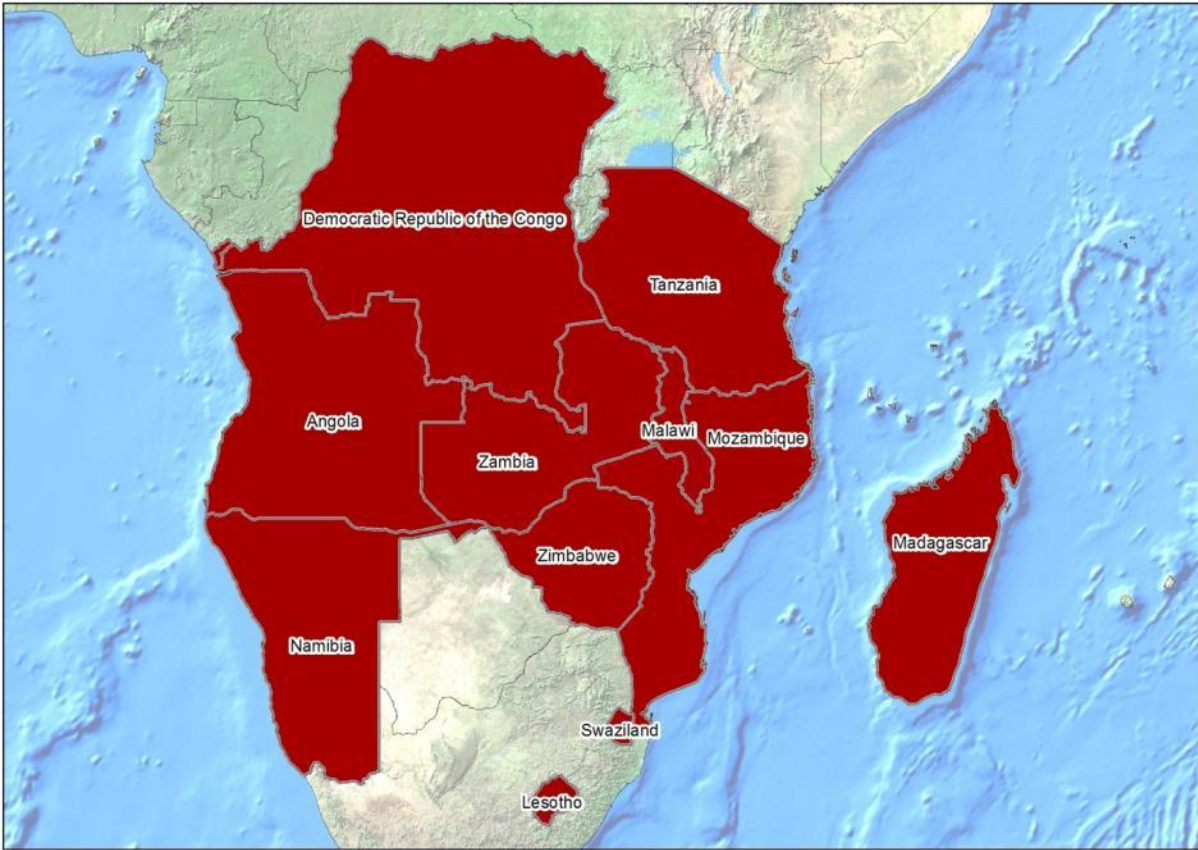 Democratic Republic of the Congo
Tanzania
Angola
Malawi
Mozambique
Zambia
Madagascar
Zimbabwe
Namibia
Swaziland
Lesotho